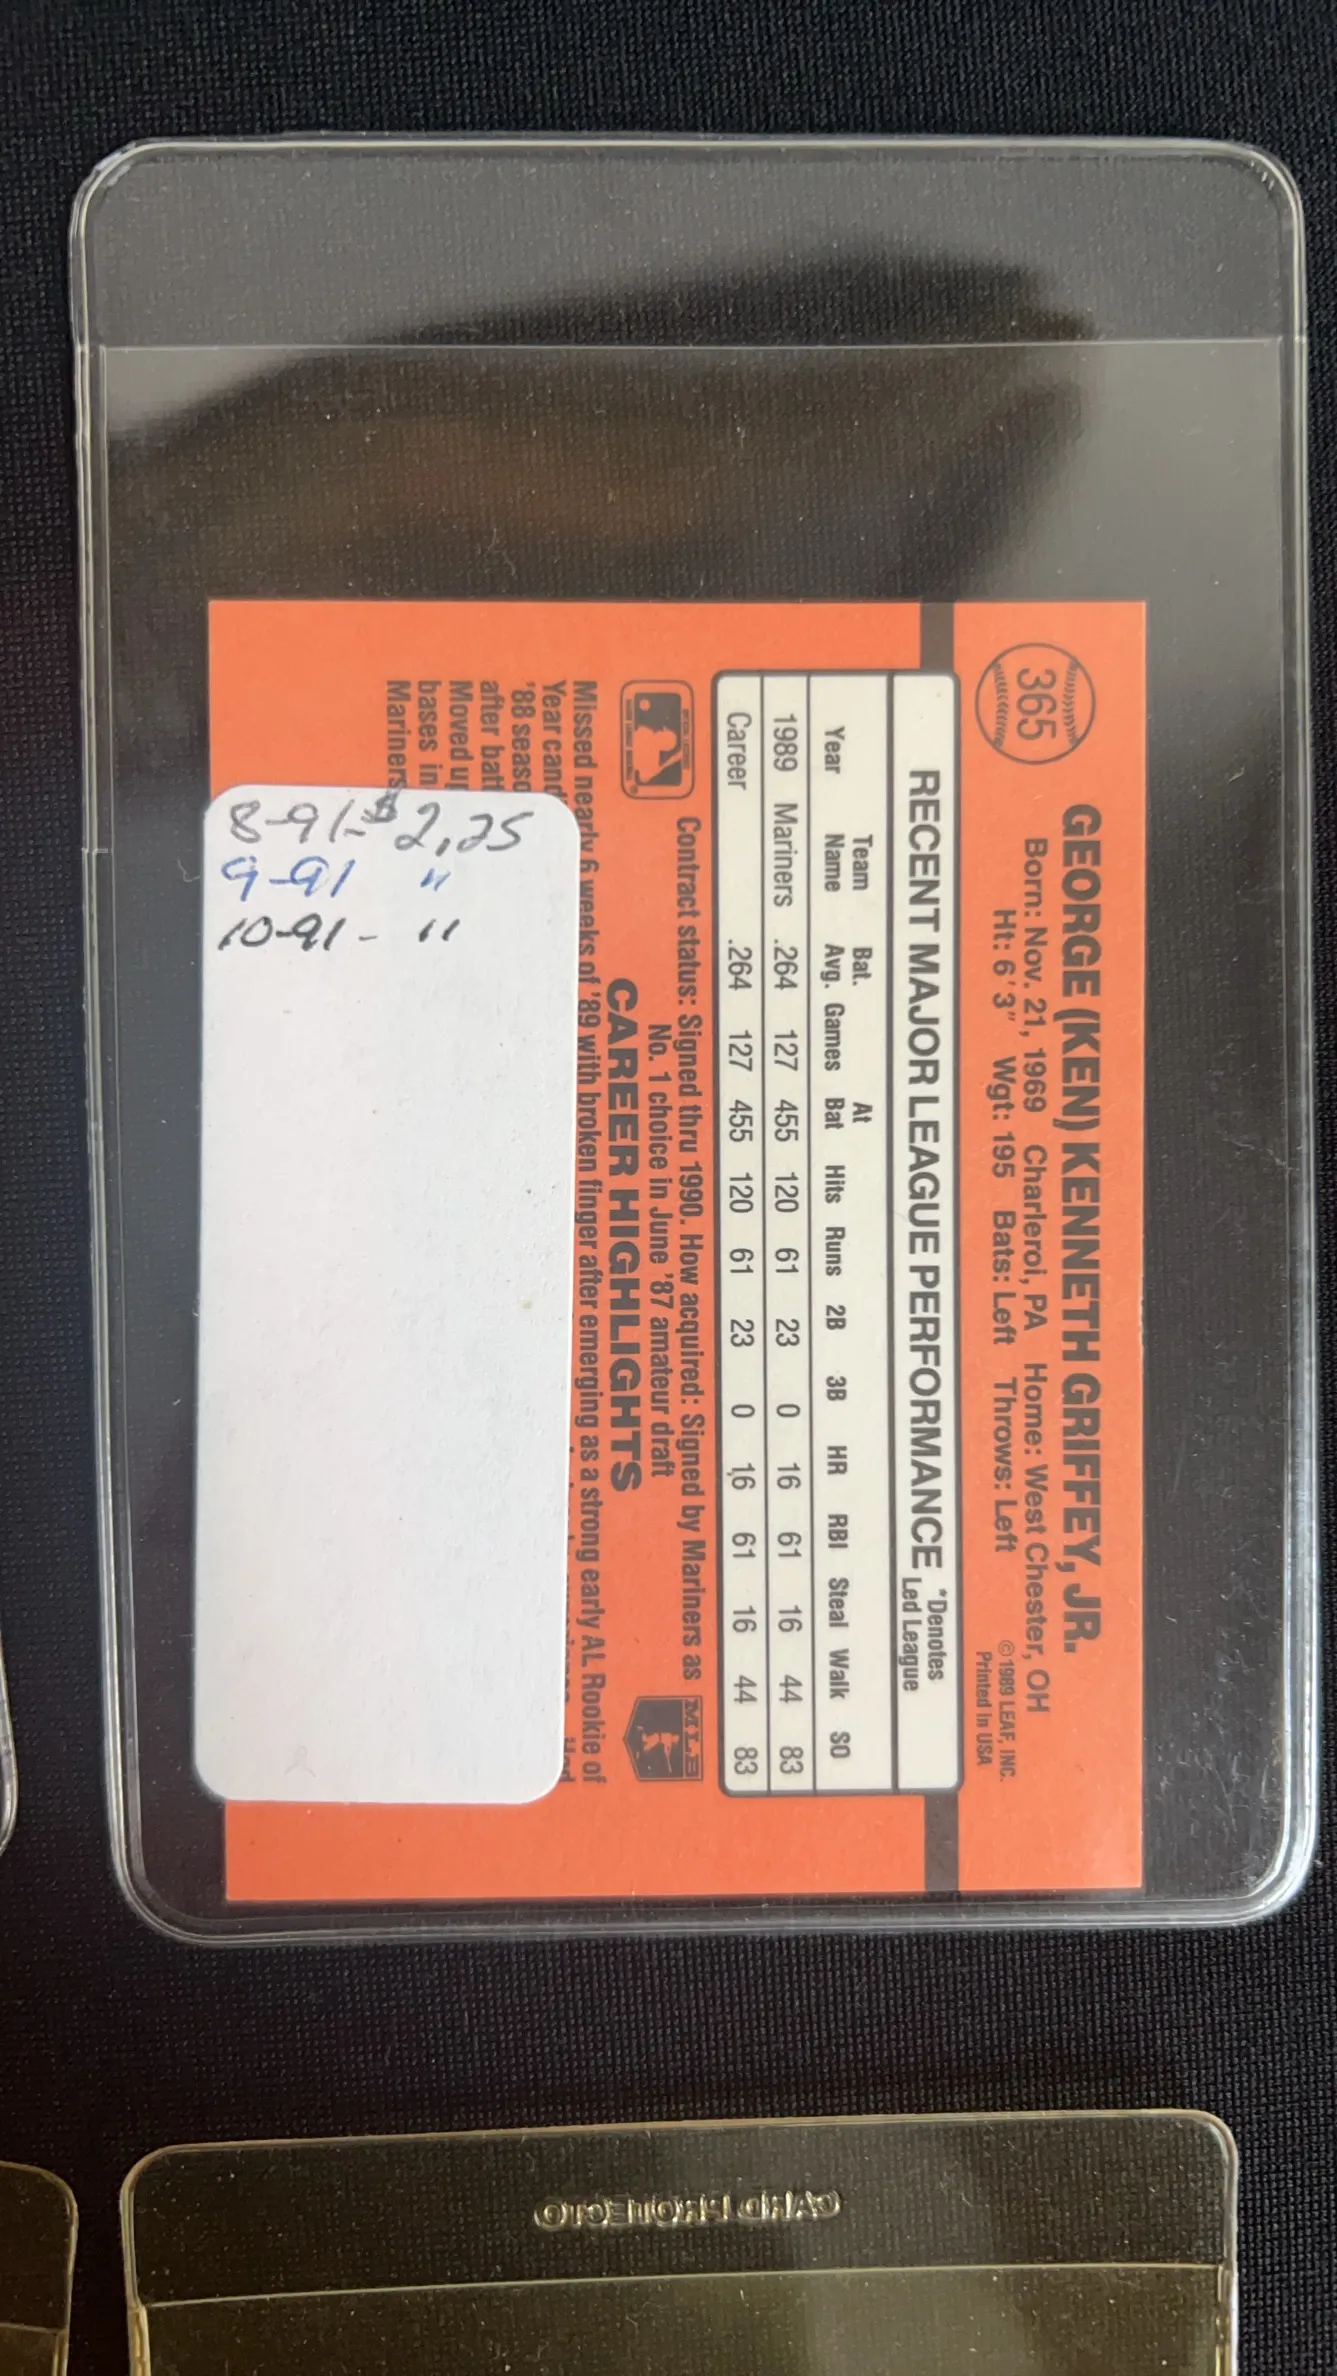 365
GEORGE (KEN) KENNETH GRIFFEY, JR.
Born: Nov. 21, 1969 Charleroi, PA Home: West Chester, OH
Ht: 6'3" Wgt: 195 Bats: Left Throws: Left
© 1989 LEAF, INC.
Printed in USA
RECENT MAJOR LEAGUE PERFORMANCE *Denotes Led League
Year Team Name Bat. Avg. Games At Bat Hits Runs 2B 3B HR RBI Steal Walk SO
1989 Mariners .264 127 455 120 61 23 0 16 61 16 44 83
Career .264 127 455 120 61 23 0 16 61 16 44 83
Contract status: Signed thru 1990. How acquired: Signed by Mariners as
No. 1 choice in June '87 amateur draft
MLB
CAREER HIGHLIGHTS
Missed nearly 6 weeks of '89 with broken finger after emerging as a strong early AL Rookie of
Year
'88
after
Moved
bases in
Mariners
8-91-$2.25
9-91 "
10-91- "
CARD PROTECTO